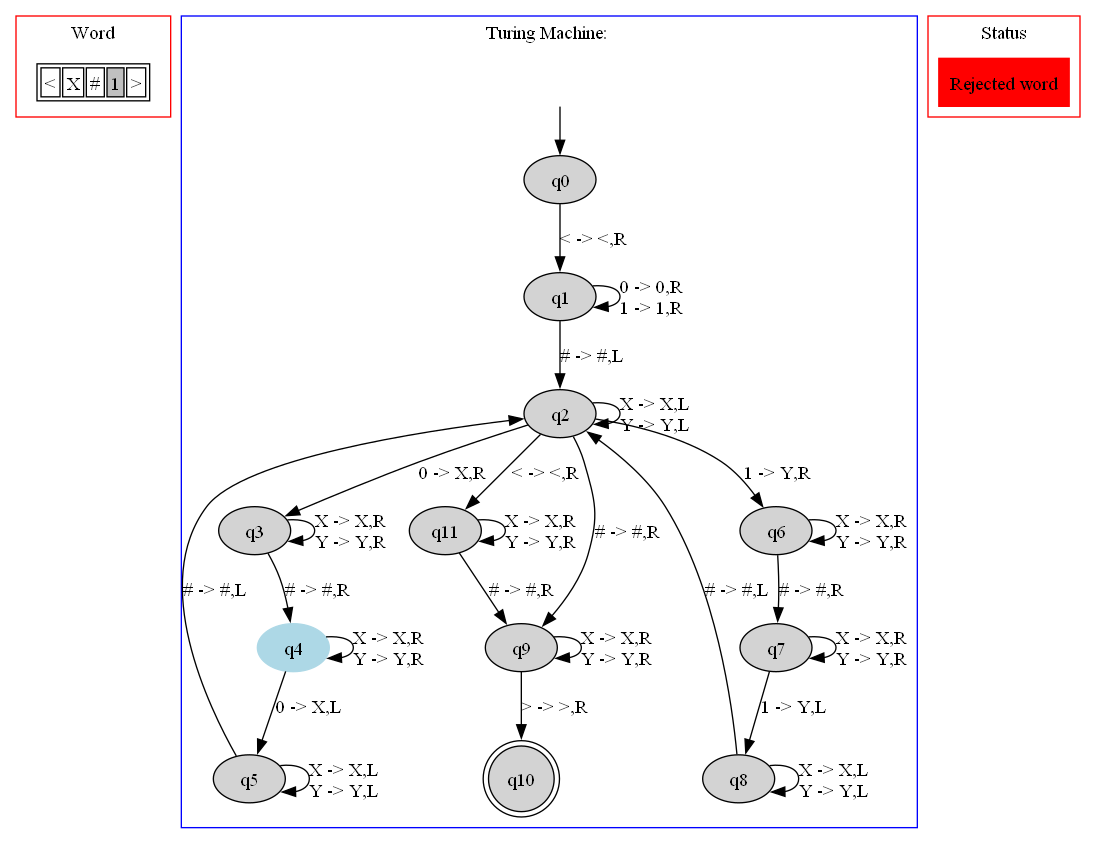 Word
Turing Machine:
Status
< X # 1 >
Rejected word
q0
< -> <,R
q1
0 -> 0,R
1 -> 1,R
# -> #,L
q2
X -> X,L
Y -> Y,L
0 -> X,R
< -> <,R
1 -> Y,R
q3
X -> X,R
Y -> Y,R
q11
X -> X,R
Y -> Y,R
# -> #,R
q6
X -> X,R
Y -> Y,R
# -> #,L
# -> #,R
# -> #,R
# -> #,L
# -> #,R
q4
X -> X,R
Y -> Y,R
q9
X -> X,R
Y -> Y,R
q7
X -> X,R
Y -> Y,R
0 -> X,L
> -> >,R
1 -> Y,L
q5
X -> X,L
Y -> Y,L
q10
q8
X -> X,L
Y -> Y,L